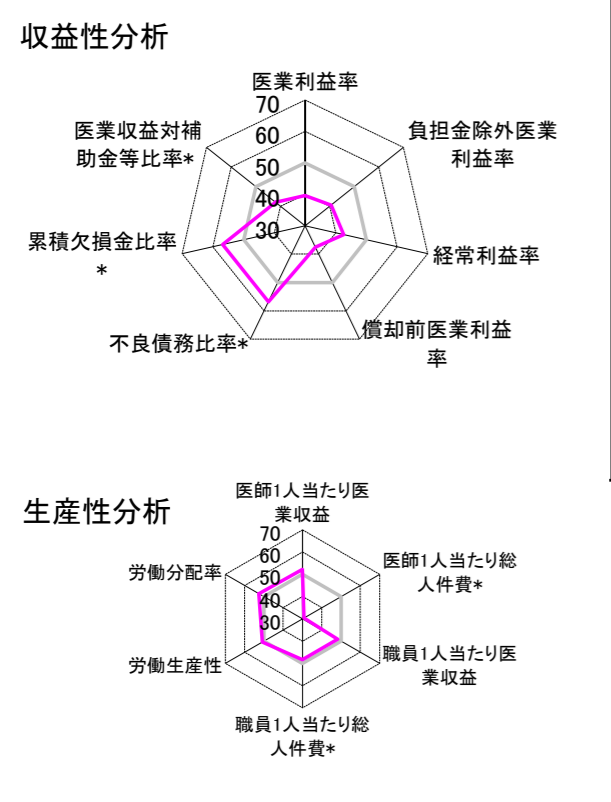 収益性分析
医業利益率
70
60
50
40
30
負担金除外医業
利益率
経常利益率
償却前医業利益
率
不良債務比率*
累積欠損金比率
*
医業収益対補
助金等比率*
生産性分析
医師1人当たり医
業収益
70
60
50
40
30
医師1人当たり総
人件費*
職員1人当たり医
業収益
職員1人当たり総
人件費*
労働生産性
労働分配率